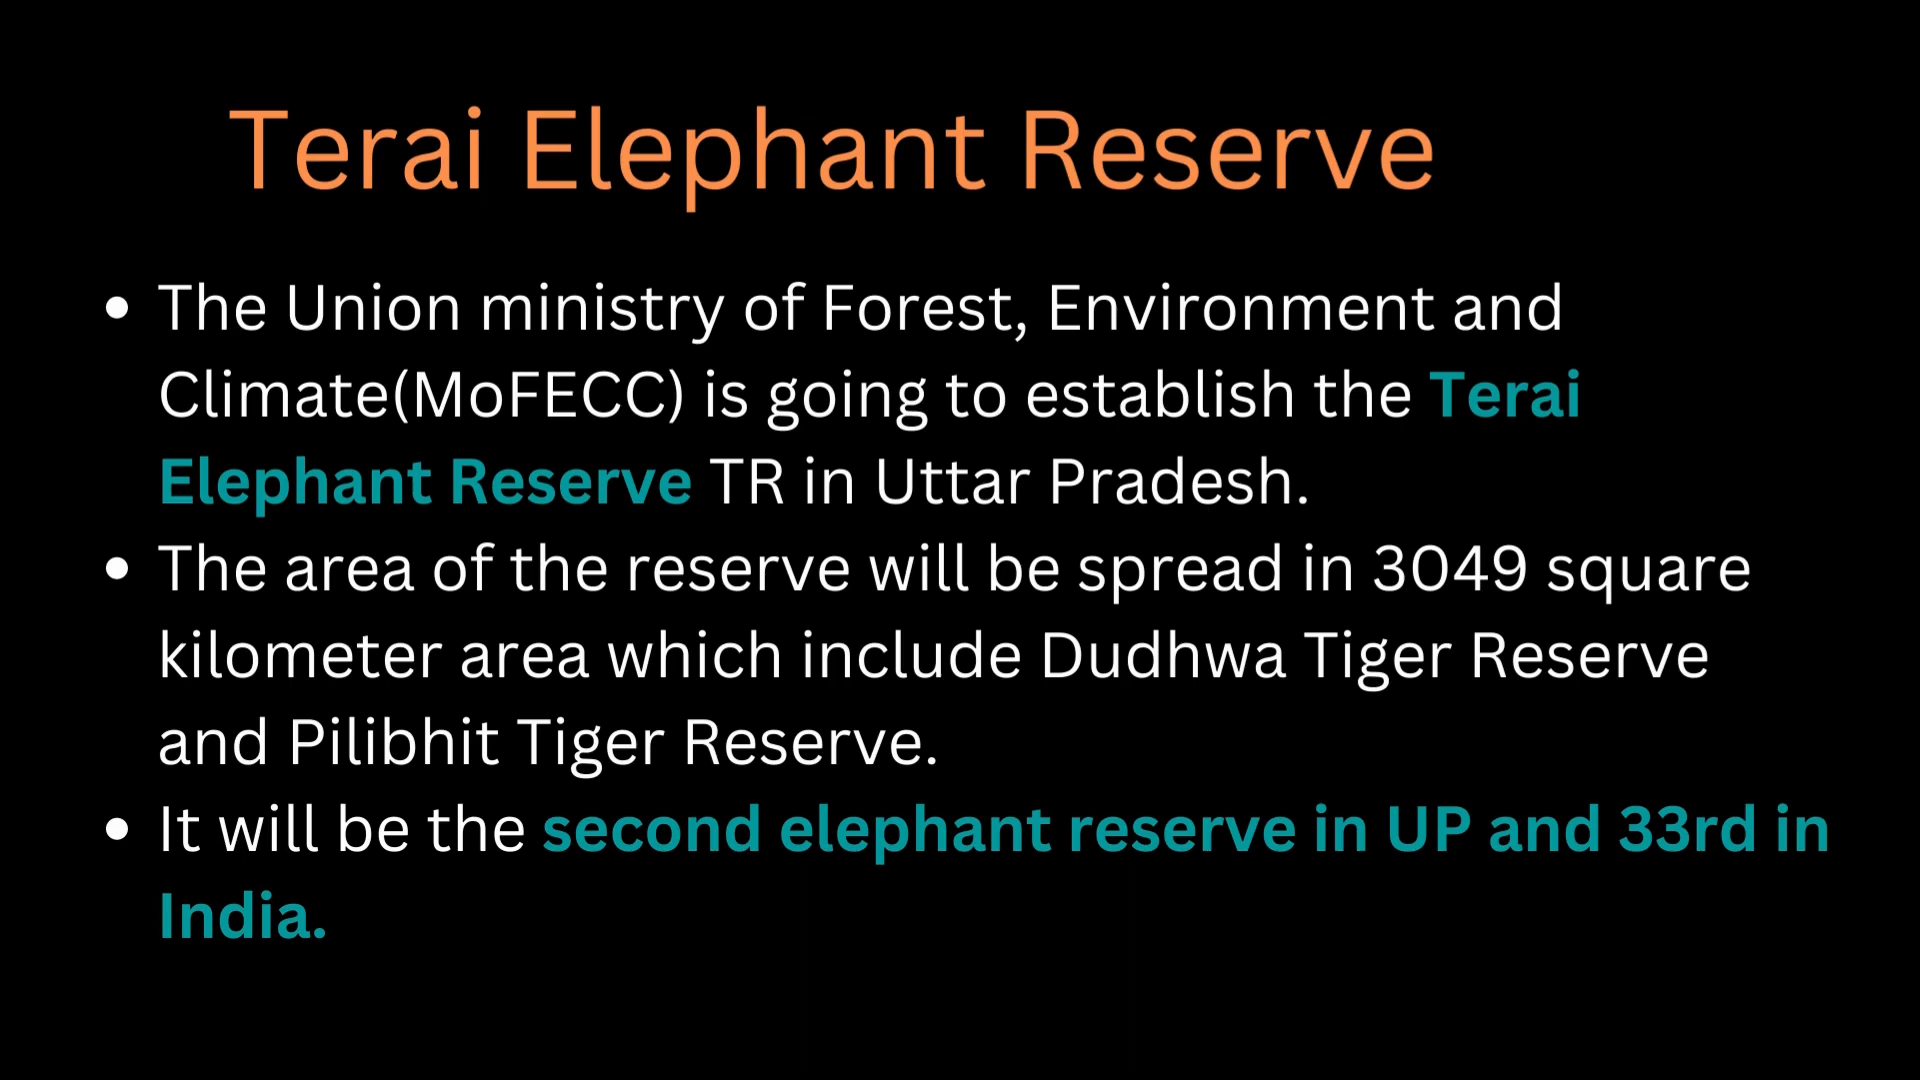 Terai Elephant Reserve
• The Union ministry of Forest, Environment and
Climate(MoFECC) is going to establish the Terai
Elephant Reserve TR in Uttar Pradesh.
• The area of the reserve will be spread in 3049 square
kilometer area which include Dudhwa Tiger Reserve
and Pilibhit Tiger Reserve.
• It will be the second elephant reserve in UP and 33rd in
India.